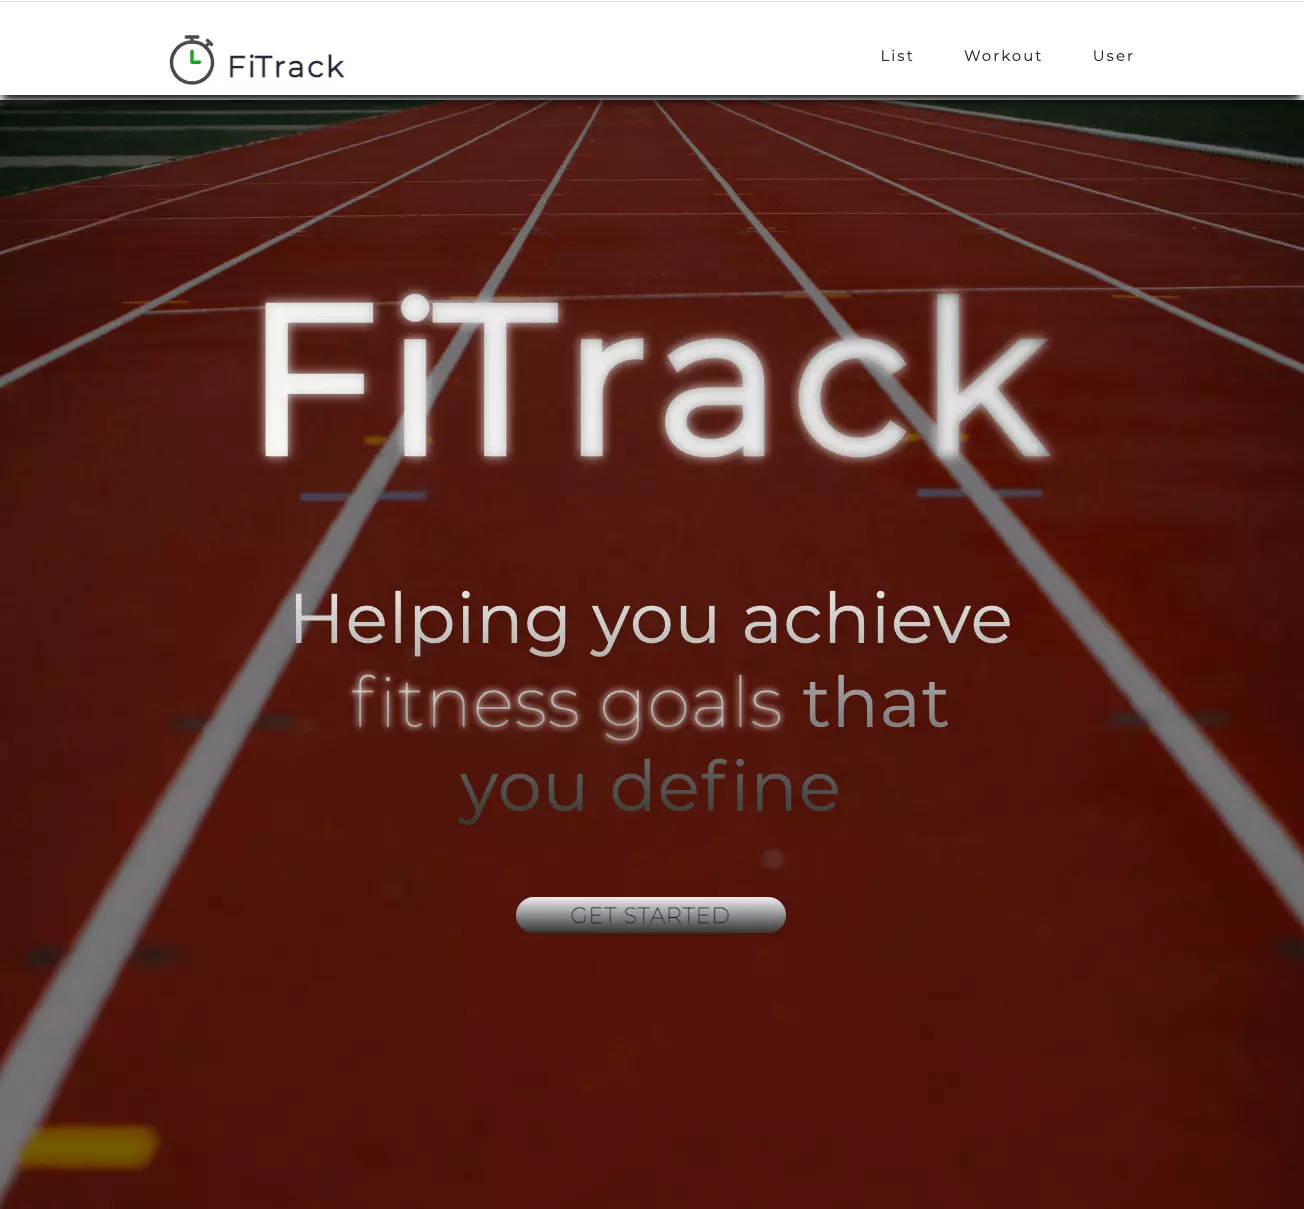 FiTrack
List
Workout
User
FiTrack
Helping you achieve
fitness goals that
you define
GET STARTED